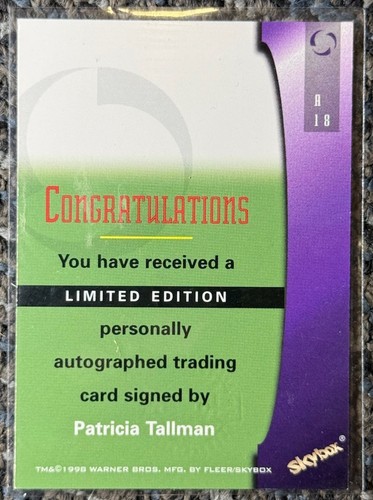 A
18
CONGRATULATIONS
You have received a
LIMITED EDITION
personally
autographed trading
card signed by
Patricia Tallman
SkyBox®
TM&©1998 WARNER BROS. MFG. BY FLEER/SKYBOX